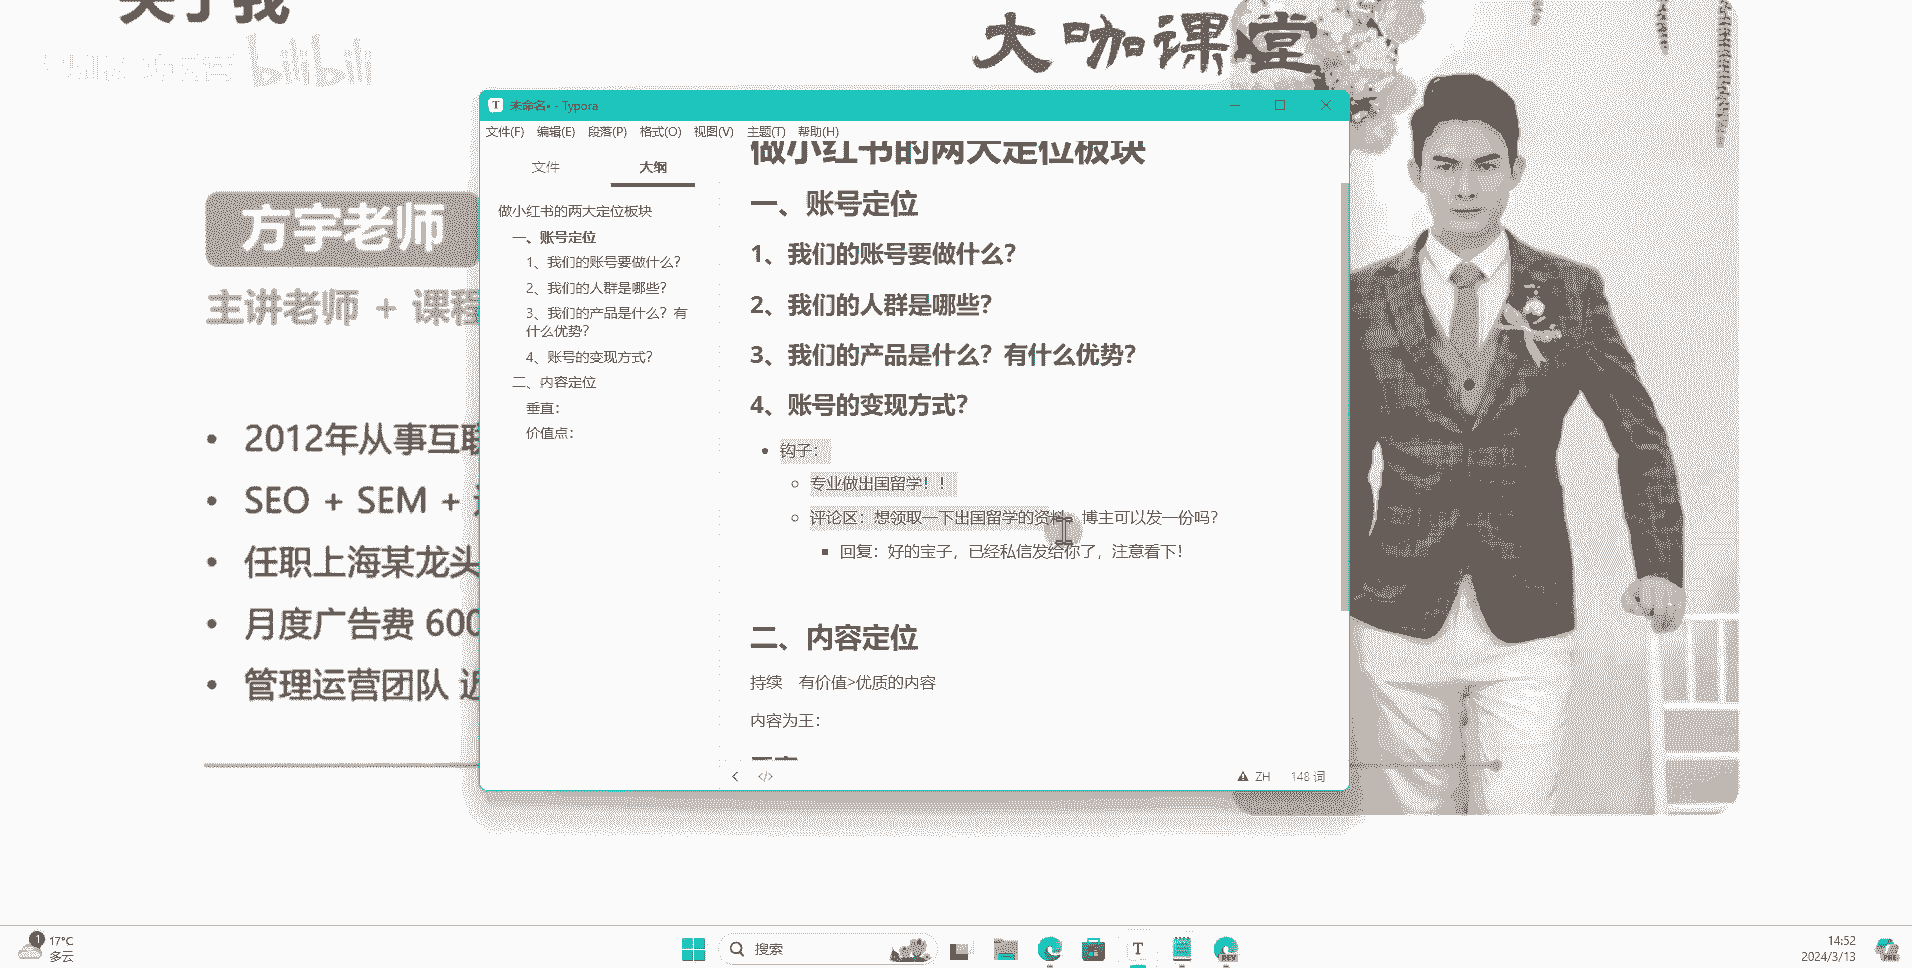 关于我
大咖课堂
bilibili
方宇老师
主讲老师 + 课程
2012年从事互联
SEO + SEM +
任职上海某龙头
月度广告费 600
管理运营团队 近
未命名• - Typora
文件(F) 编辑(E) 段落(P) 格式(O) 视图(V) 主题(T) 帮助(H)
文件 大纲
做小红书的两大定位板块
一、账号定位
1、我们的账号要做什么？
2、我们的人群是哪些？
3、我们的产品是什么？有
什么优势？
4、账号的变现方式？
二、内容定位
垂直：
价值点：
做小红书的两大定位板块
一、账号定位
1、我们的账号要做什么？
2、我们的人群是哪些？
3、我们的产品是什么？有什么优势？
4、账号的变现方式？
钩子：
专业做出国留学！！
评论区：想领取一下出国留学的资料，博主可以发一份吗？
回复：好的宝子，已经私信发给你了，注意看下！
二、内容定位
持续 有价值>优质的内容
内容为王：
ZH 148 词
1
17°C
多云
搜索
T
DEV
14:52
2024/3/13
PRE